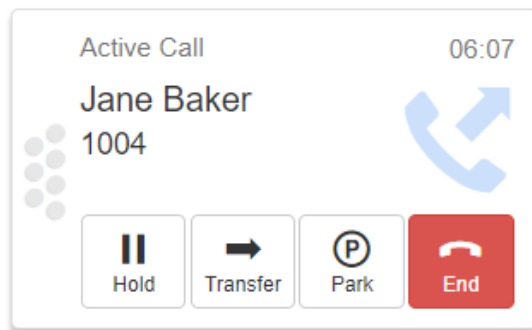 Active Call 06:07
Jane Baker
1004
P
Hold Transfer Park End